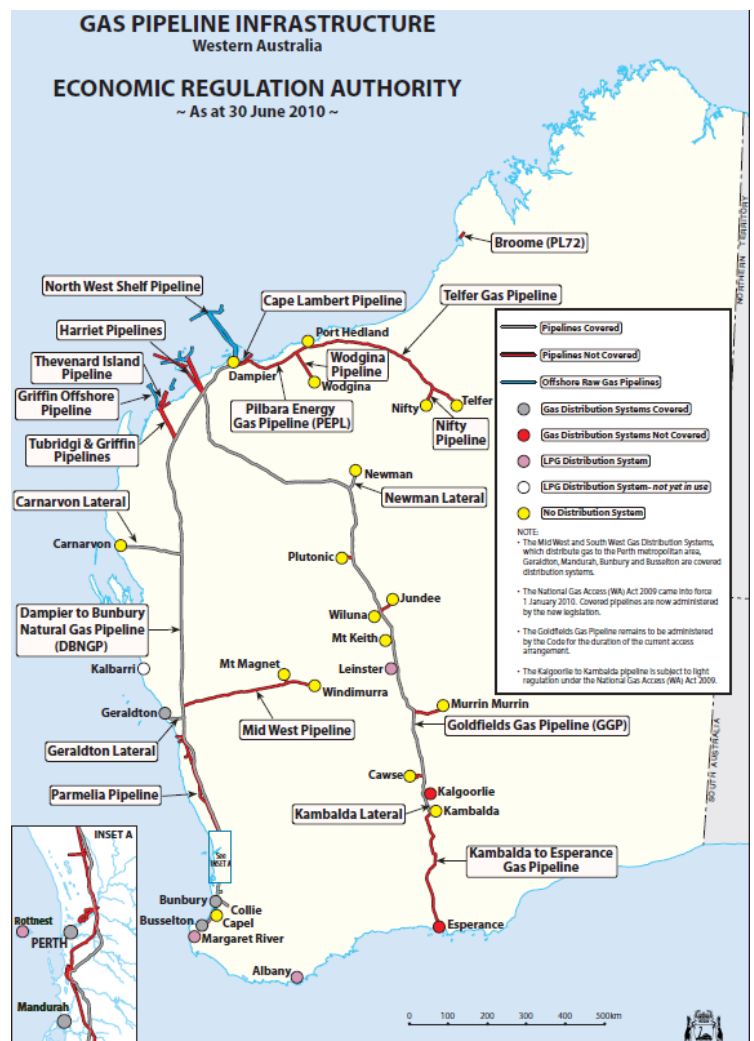 GAS PIPELINE INFRASTRUCTURE
Western Australia
ECONOMIC REGULATION AUTHORITY
~ As at 30 June 2010 ~
NORTHERN TERRITORY
Broome (PL72)
North West Shelf Pipeline
Cape Lambert Pipeline
Telfer Gas Pipeline
Harriet Pipelines
Port Hedland
Thevenard Island
Pipeline
Wodgina
Pipeline
Dampier
Wodgina
Griffin Offshore
Pipeline
Pilbara Energy
Gas Pipeline (PEPL)
Nifty
Telfer
Nifty
Pipeline
Tubridgi & Griffin
Pipelines
Pipelines Covered
Pipelines Not Covered
Offshore Raw Gas Pipelines
Gas Distribution Systems Covered
Gas Distribution Systems Not Covered
LPG Distribution System
LPG Distribution System- not yet in use
No Distribution System
NOTE:
• The Mid West and South West Gas Distribution Systems,
which distribute gas to the Perth metropolitan area,
Geraldton, Mandurah, Bunbury and Busselton are covered
distribution systems.
• The National Gas Access (WA) Act 2009 came into force
1 January 2010. Covered pipelines are now administered
by the new legislation.
• The Goldfields Gas Pipeline remains to be administered
by the Code for the duration of the current access
arrangement.
• The Kalgoorlie to Kambalda pipeline is subject to light
regulation under the National Gas Access (WA) Act 2009.
Newman
Newman Lateral
Carnarvon Lateral
Carnarvon
Plutonic
Jundee
Wiluna
Dampier to Bunbury
Natural Gas Pipeline
(DBNGP)
Mt Keith
Kalbarri
Mt Magnet
Leinster
Windimurra
Geraldton
Murrin Murrin
Mid West Pipeline
Goldfields Gas Pipeline (GGP)
Geraldton Lateral
SOUTH AUSTRALIA
Cawse
Parmelia Pipeline
Kalgoorlie
Kambalda Lateral
Kambalda
INSET A
See
INSET A
Kambalda to Esperance
Gas Pipeline
Bunbury
Collie
Busselton
Capel
Rottnest
PERTH
Margaret River
Esperance
Albany
Mandurah
0 100 200 300 400 500km